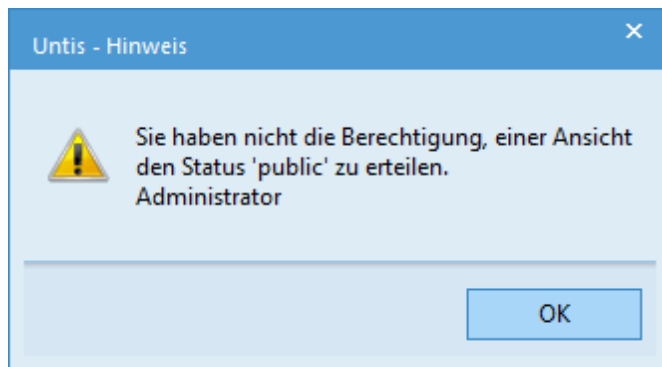 Untis - Hinweis
Sie haben nicht die Berechtigung, einer Ansicht
den Status 'public' zu erteilen.
Administrator
OK